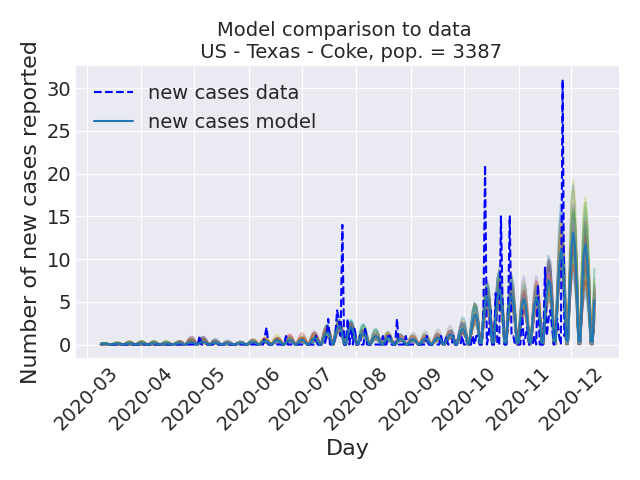 Model comparison to data
US - Texas - Coke, pop. = 3387
Number of new cases reported
30
25
20
15
10
5
0
new cases data
new cases model
2020-03
2020-04
2020-05
2020-06
2020-07
2020-08
2020-09
2020-10
2020-11
2020-12
Day